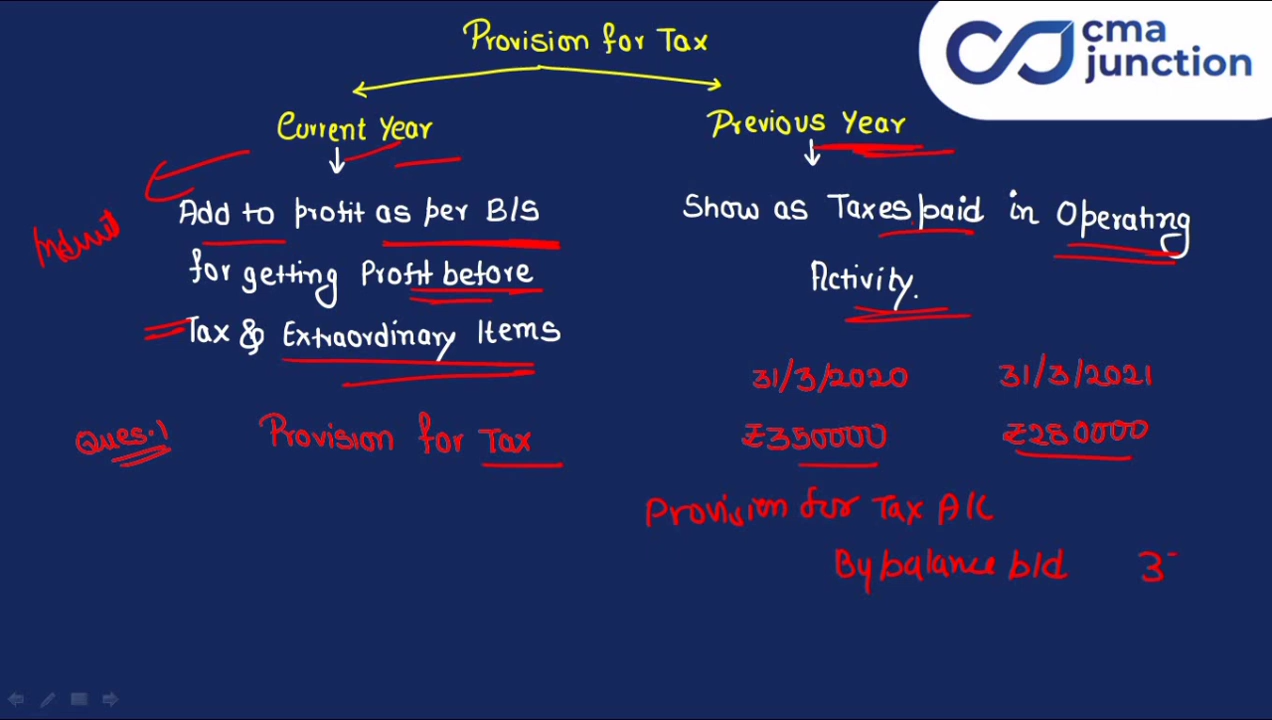 Provision for Tax
cma junction
Current Year
Previous Year
Add to profit as per B/S
for getting Profit before
Tax & Extraordinary Items
Show as Taxes paid in Operating
Activity.
31/3/2020 31/3/2021
Ques.1 Provision for Tax ₹350000 ₹280000
Provision for Tax A/C
By balance b/d 3